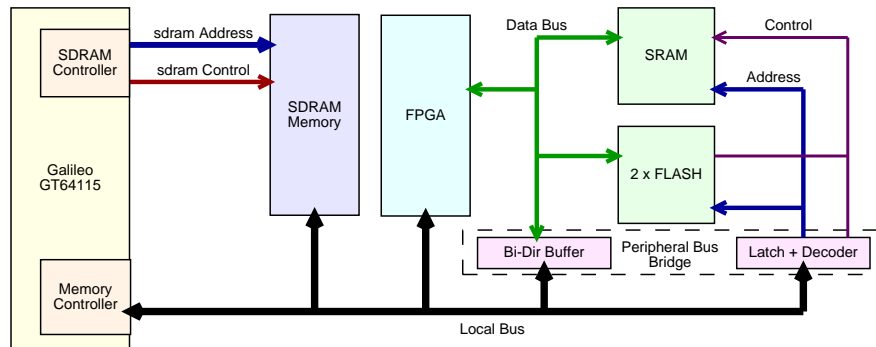 sdram Address
Data Bus
Control
SDRAM
Controller
SRAM
sdram Control
Address
SDRAM
Memory
FPGA
Galileo
GT64115
2 x FLASH
Bi-Dir Buffer
Peripheral Bus
Bridge
Latch + Decoder
Memory
Controller
Local Bus